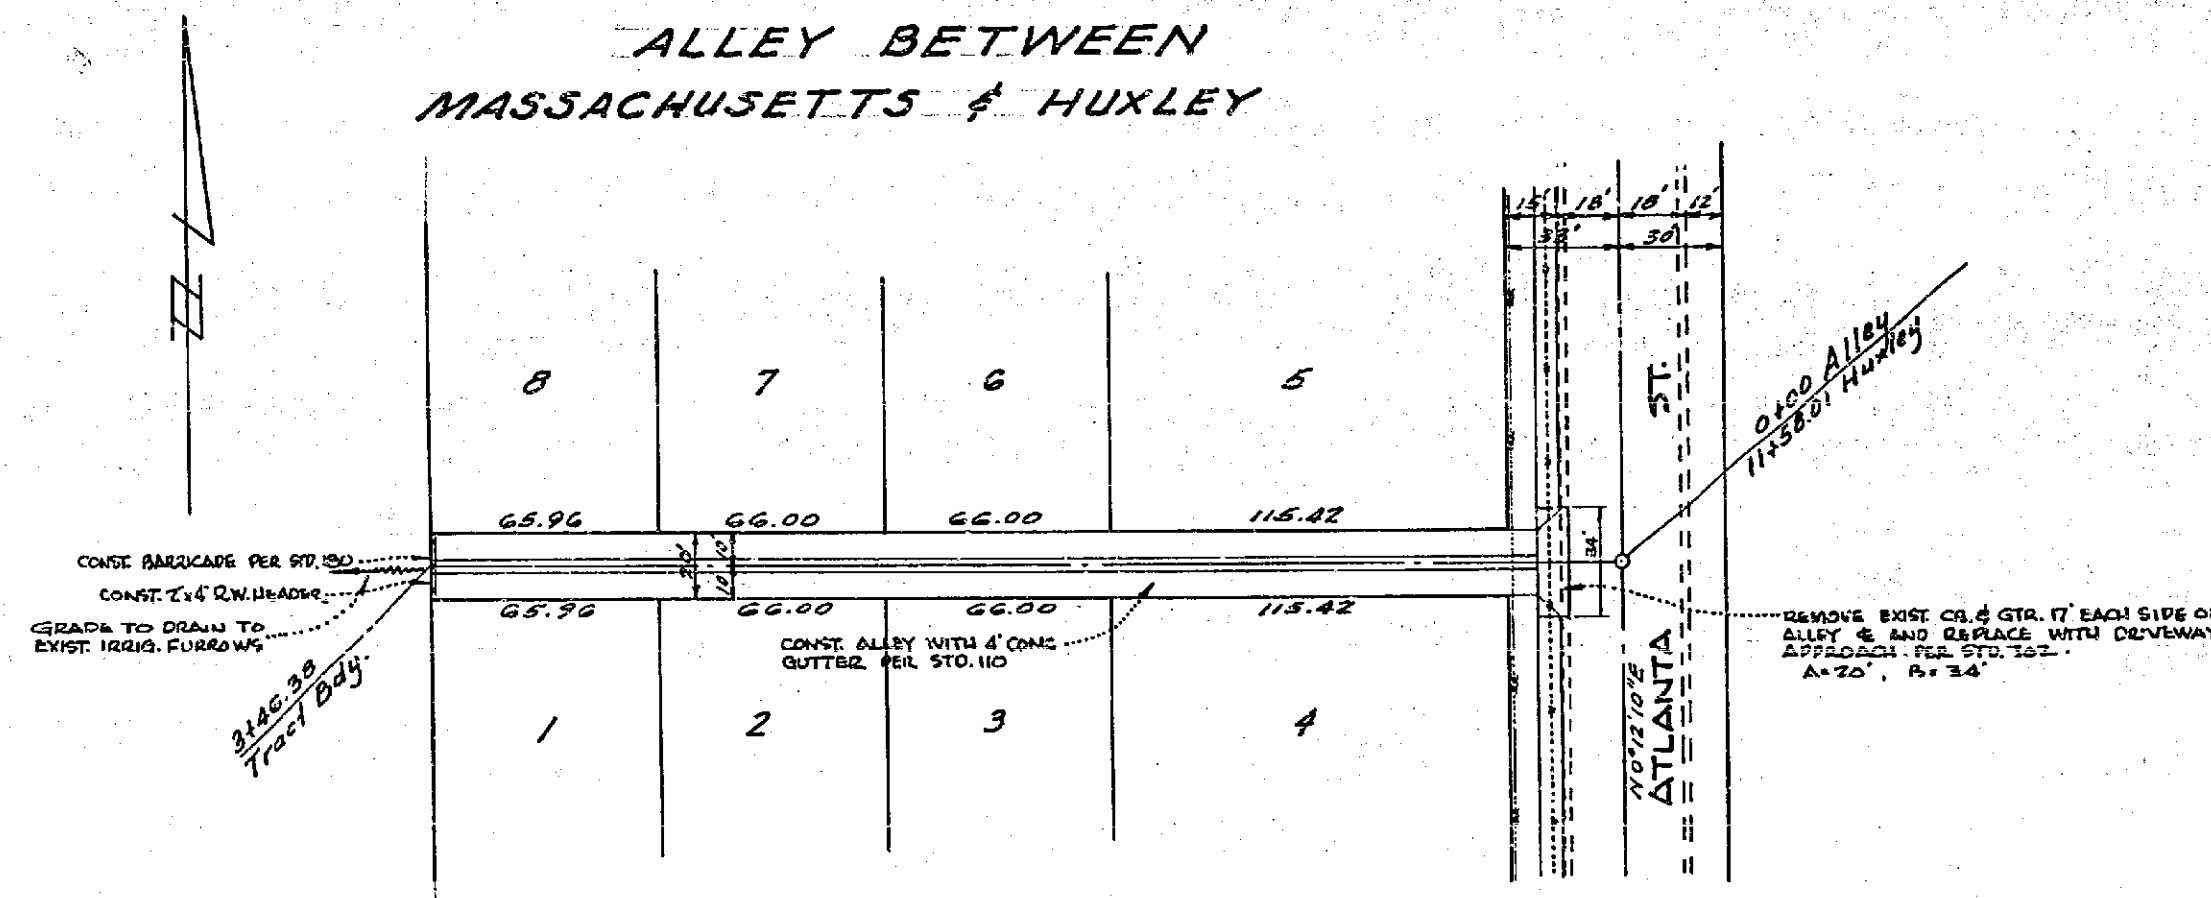 ALLEY BETWEEN
MASSACHUSETTS & HUXLEY
15' 18' 18' 12'
33' 30'
8 7 6 5
ST.
0+00 Alley
11+58.01 Huxley
65.96 66.00 66.00 115.42
CONST. BARRICADE PER STD. 130
CONST. 2"x4" R.W. HEADER
GRADE TO DRAIN TO
EXIST. IRRIG. FURROWS
3+46.38
Tract Bdy.
20' 10' 10'
34'
65.96 66.00 66.00 115.42
CONST. ALLEY WITH 4' CONC
GUTTER PER STD. 110
REMOVE EXIST. CB. & GTR. 17' EACH SIDE OF
ALLEY ℄ AND REPLACE WITH DRIVEWAY
APPROACH PER STD.
A=20', B=34'
1 2 3 4
N0°12'10"E
ATLANTA